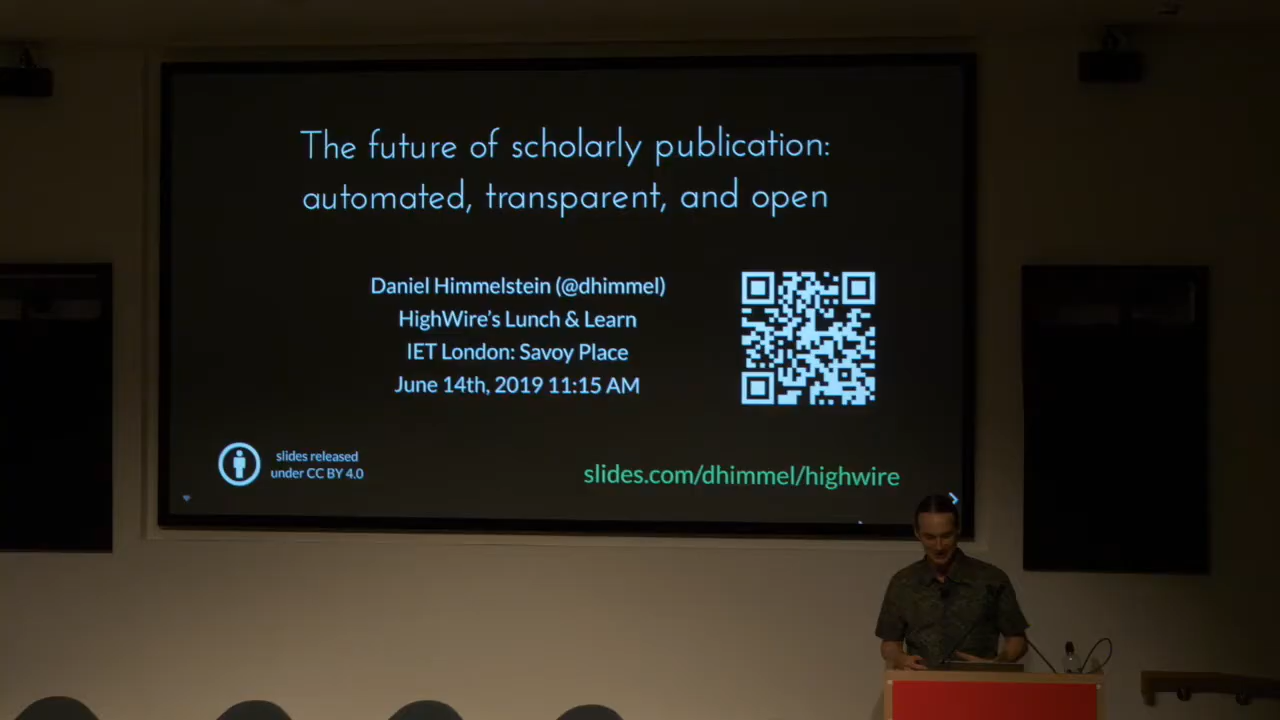 The future of scholarly publication:
automated, transparent, and open
Daniel Himmelstein (@dhimmel)
HighWire's Lunch & Learn
IET London: Savoy Place
June 14th, 2019 11:15 AM
slides released
under CC BY 4.0
slides.com/dhimmel/highwire